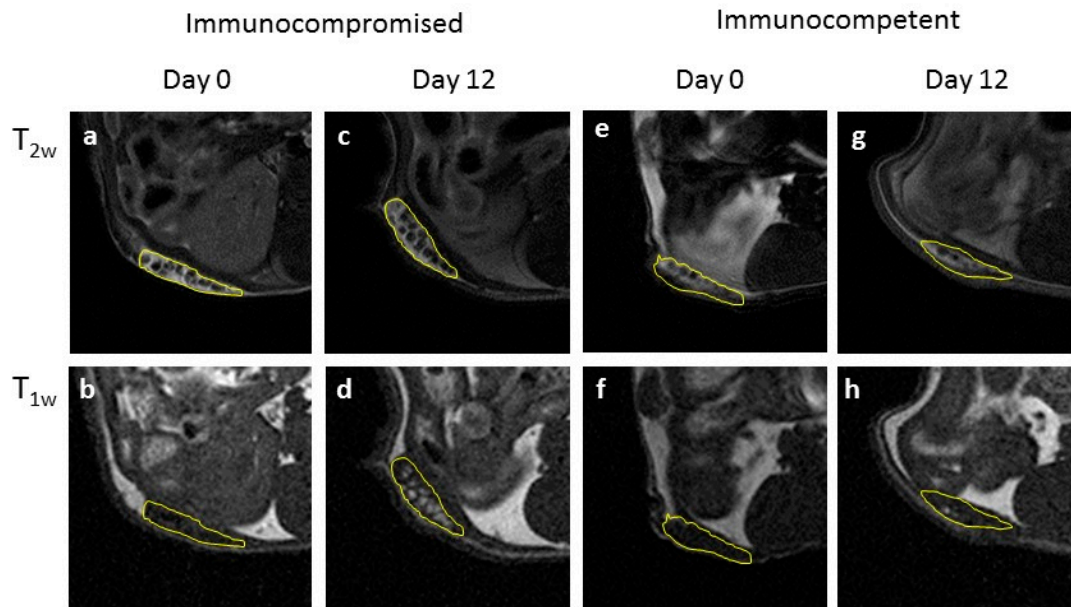 Immunocompromised Immunocompetent
Day 0 Day 12 Day 0 Day 12
T2w a c e g
T1w b d f h